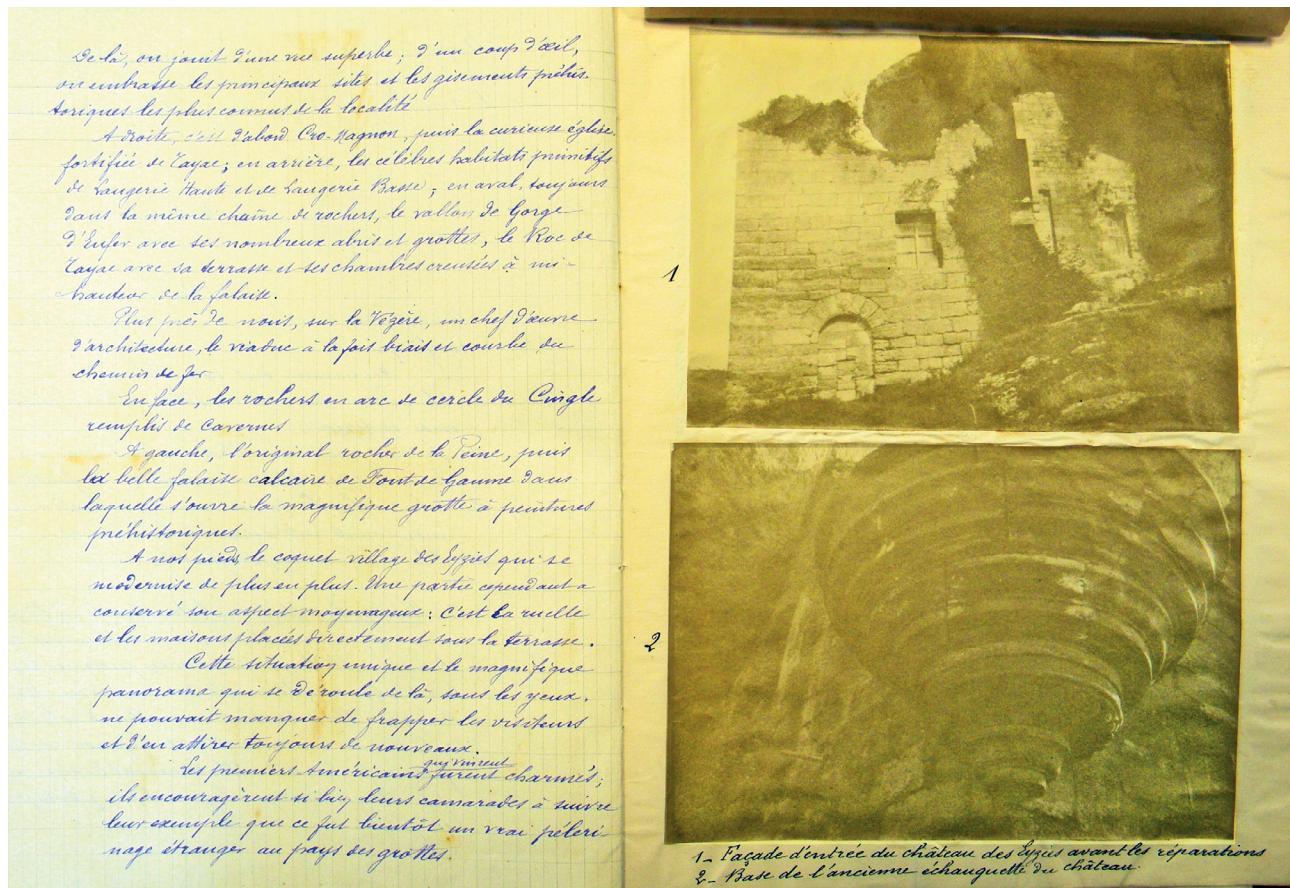 De là, on jouit d'une vue superbe ; d'un coup d'œil,
on embrasse les principaux sites et les gisements préhis-
toriques les plus connus de la localité
A droite, c'est d'abord Cro-Magnon, puis la curieuse église
fortifiée de Tayac ; en arrière, les célèbres habitats primitifs
de Laugerie Haute et de Laugerie Basse ; en aval, toujours
dans la même chaîne de rochers, le vallon de Gorge
d'Enfer avec ses nombreux abris et grottes ; le Roc de
Tayac avec sa terrasse et ses chambres creusées à mi-
hauteur de la falaise.
Plus près de nous, sur la Vézère, un chef d'œuvre
d'architecture, le viaduc à la fois biais et courbe du
chemin de fer
En face, les rochers en arc de cercle du Cingle
remplis de cavernes
A gauche, l'original rocher de la Peine, puis
la belle falaise calcaire de Font de Gaume dans
laquelle s'ouvre la magnifique grotte à peintures
préhistoriques.
A nos pieds, le coquet village des Eyzies qui se
modernise de plus en plus. Une partie cependant a
conservé son aspect moyenageux : c'est la ruelle
et les maisons placées directement sous la terrasse.
Cette situation unique et le magnifique
panorama qui se déroule de là, sous les yeux,
ne pouvait manquer de frapper les visiteurs
et d'en attirer toujours de nouveaux.
qui vinrent
Les premiers Américains furent charmés ;
ils encouragèrent si bien leurs camarades à suivre
leur exemple que ce fut bientôt un vrai péleri-
nage étranger au pays des grottes.
1
2
1 - Façade d'entrée du château des Eyzies avant les réparations
2 - Base de l'ancienne échauguette du château